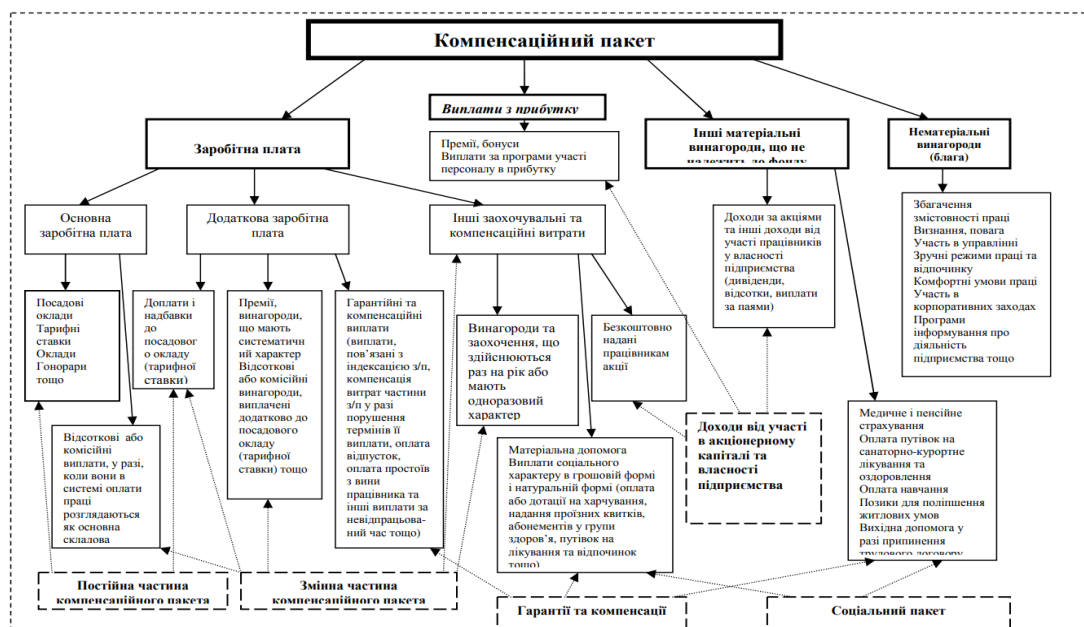 Компенсаційний пакет
Виплати з прибутку
Премії, бонуси
Виплати за програми участі
персоналу в прибутку
Заробітна плата
Інші матеріальні
винагороди, що не
належить до фонду
Нематеріальні
винагороди
(блага)
Основна
заробітна плата
Додаткова заробітна
плата
Інші заохочувальні та
компенсаційні витрати
Доходи за акціями
та інші доходи від
участі працівників
у власності
підприємства
(дивіденди,
відсотки, виплати
за паями)
Збагачення
змістовності праці
Визнання, повага
Участь в управлінні
Зручні режими праці та
відпочинку
Комфортні умови праці
Участь в
корпоративних заходах
Програми
інформування про
діяльність
підприємства тощо
Посадові
оклади
Тарифні
ставки
Оклади
Гонорари
тощо
Доплати і
надбавки
до
посадовог
о окладу
(тарифної
ставки)
Премії,
винагороди,
що мають
систематич
ний характер
Відсоткові
або комісійні
винагороди,
виплачені
додатково до
посадового
окладу
(тарифної
ставки) тощо
Гарантійні та
компенсаційні
виплати
(виплати,
пов’язані з
індексацією з/п,
компенсація
витрат частини
з/п у разі
порушення
термінів її
виплати, оплата
відпусток,
оплата простоїв
з вини
працівника та
інші виплати за
невідпрацьова-
ний час тощо)
Винагороди та
заохочення, що
здійснюються
раз на рік або
мають
одноразовий
характер
Безкоштовно
надані
працівникам
акції
Відсоткові або
комісійні
виплати, у разі,
коли вони в
системі оплати
праці
розглядаються
як основна
складова
Матеріальна допомога
Виплати соціального
характеру в грошовій формі
і натуральній формі (оплата
або дотації на харчування,
надання проїзних квитків,
абонементів у групи
здоров’я, путівок на
лікування та відпочинок
тощо)
Доходи від участі
в акціонерному
капіталі та
власності
підприємства
Медичне і пенсійне
страхування
Оплата путівок на
санаторно-курортне
лікування та
оздоровлення
Оплата навчання
Позики для поліпшення
житлових умов
Вихідна допомога у
разі припинення
трудового договору
Постійна частина
компенсаційного пакета
Змінна частина
компенсаційного пакета
Гарантії та компенсації
Соціальний пакет